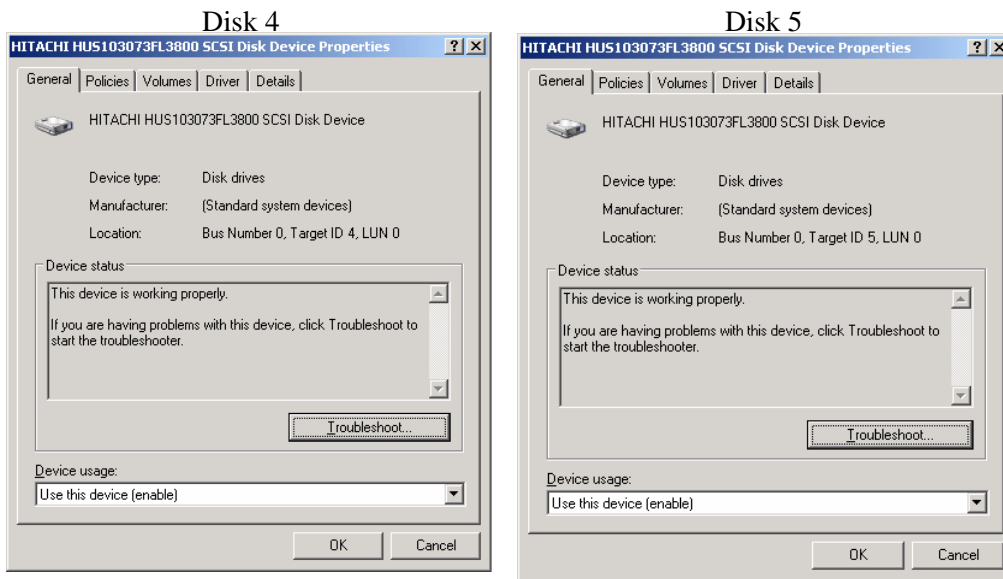 Disk 4
HITACHI HUS103073FL3800 SCSI Disk Device Properties
General Policies Volumes Driver Details
HITACHI HUS103073FL3800 SCSI Disk Device
Device type: Disk drives
Manufacturer: (Standard system devices)
Location: Bus Number 0, Target ID 4, LUN 0
Device status
This device is working properly.
If you are having problems with this device, click Troubleshoot to
start the troubleshooter.
Troubleshoot...
Device usage:
Use this device (enable)
OK Cancel
Disk 5
HITACHI HUS103073FL3800 SCSI Disk Device Properties
General Policies Volumes Driver Details
HITACHI HUS103073FL3800 SCSI Disk Device
Device type: Disk drives
Manufacturer: (Standard system devices)
Location: Bus Number 0, Target ID 5, LUN 0
Device status
This device is working properly.
If you are having problems with this device, click Troubleshoot to
start the troubleshooter.
Troubleshoot...
Device usage:
Use this device (enable)
OK Cancel